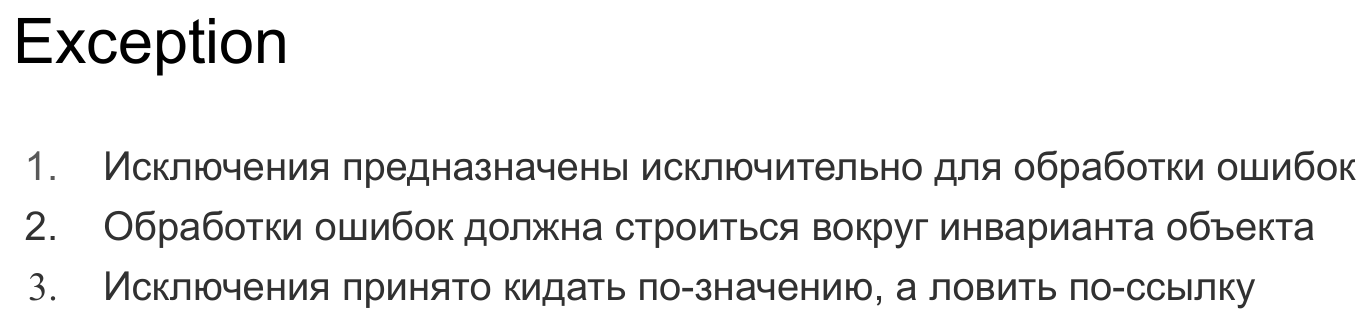 Exception
1. Исключения предназначены исключительно для обработки ошибок
2. Обработки ошибок должна строиться вокруг инварианта объекта
3. Исключения принято кидать по-значению, а ловить по-ссылку